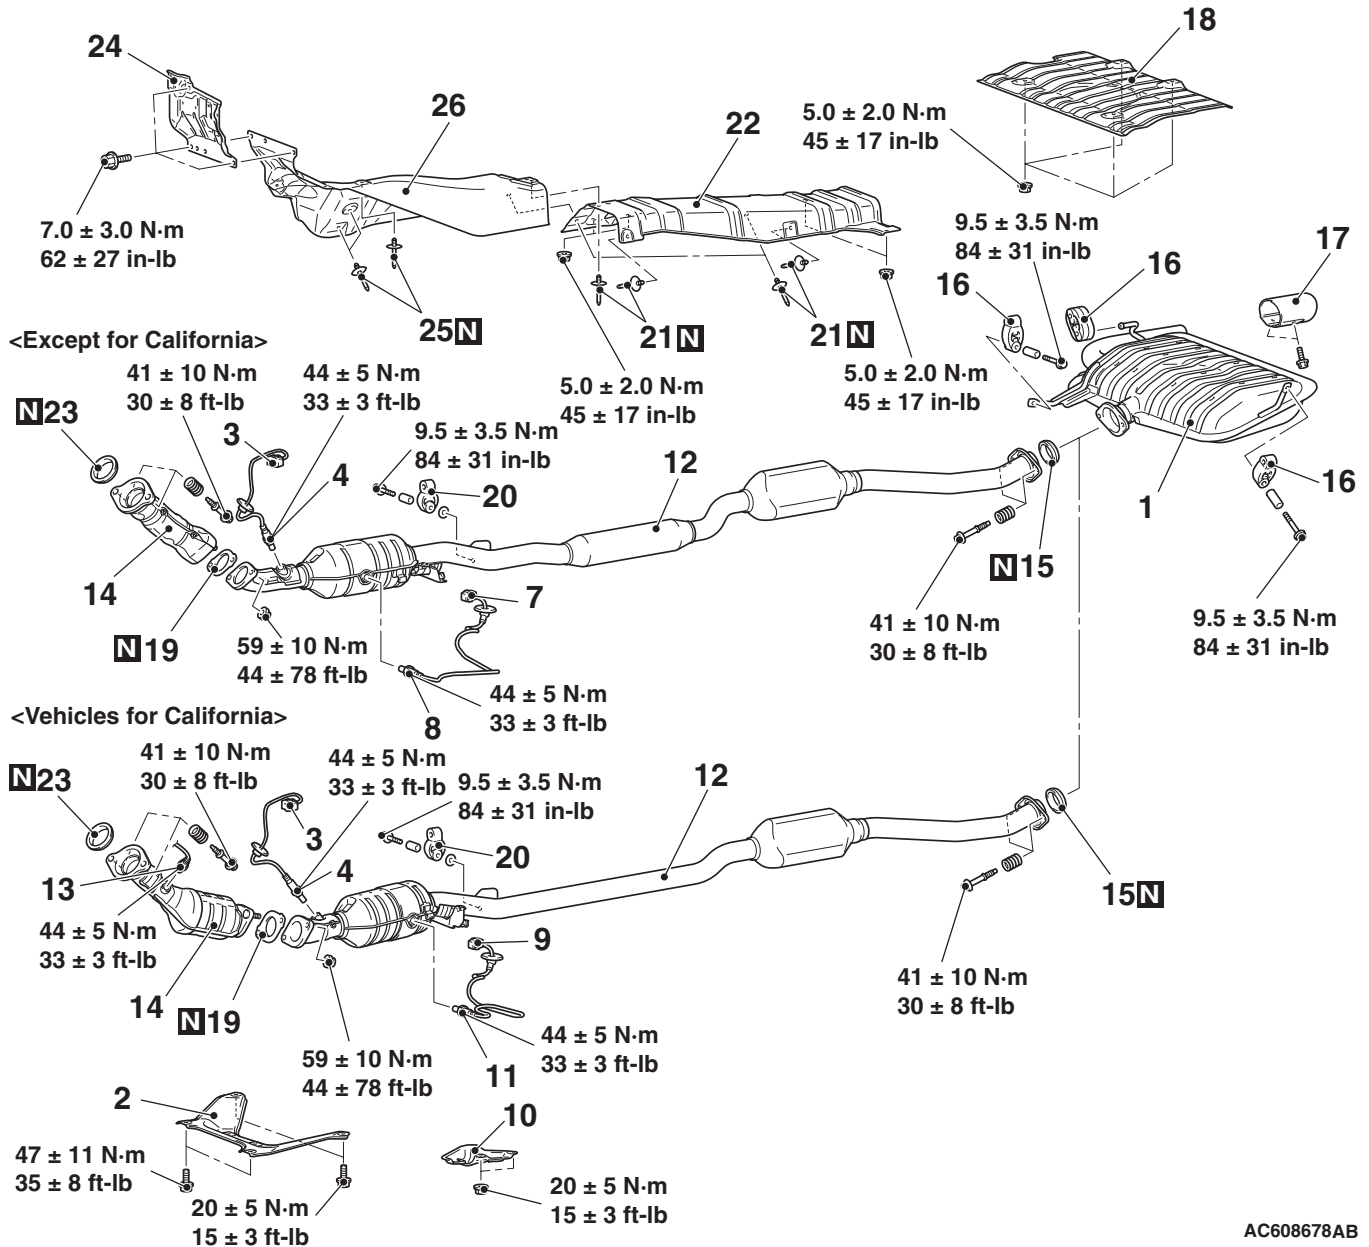 24
18
26
22
5.0 ± 2.0 N·m
45 ± 17 in-lb
7.0 ± 3.0 N·m
62 ± 27 in-lb
9.5 ± 3.5 N·m
84 ± 31 in-lb
17
16
16
25 N
21 N
21 N
<Except for California>
41 ± 10 N·m
30 ± 8 ft-lb
44 ± 5 N·m
33 ± 3 ft-lb
5.0 ± 2.0 N·m
45 ± 17 in-lb
5.0 ± 2.0 N·m
45 ± 17 in-lb
N 23
3
9.5 ± 3.5 N·m
84 ± 31 in-lb
4
20
12
16
1
N 15
14
7
N 19
59 ± 10 N·m
44 ± 78 ft-lb
41 ± 10 N·m
30 ± 8 ft-lb
9.5 ± 3.5 N·m
84 ± 31 in-lb
44 ± 5 N·m
33 ± 3 ft-lb
8
<Vehicles for California>
41 ± 10 N·m
30 ± 8 ft-lb
44 ± 5 N·m
33 ± 3 ft-lb
N 23
9.5 ± 3.5 N·m
84 ± 31 in-lb
12
3
20
4
13
15 N
44 ± 5 N·m
33 ± 3 ft-lb
9
14
N 19
41 ± 10 N·m
30 ± 8 ft-lb
44 ± 5 N·m
33 ± 3 ft-lb
59 ± 10 N·m
44 ± 78 ft-lb
11
2
10
47 ± 11 N·m
35 ± 8 ft-lb
20 ± 5 N·m
15 ± 3 ft-lb
20 ± 5 N·m
15 ± 3 ft-lb
AC608678AB